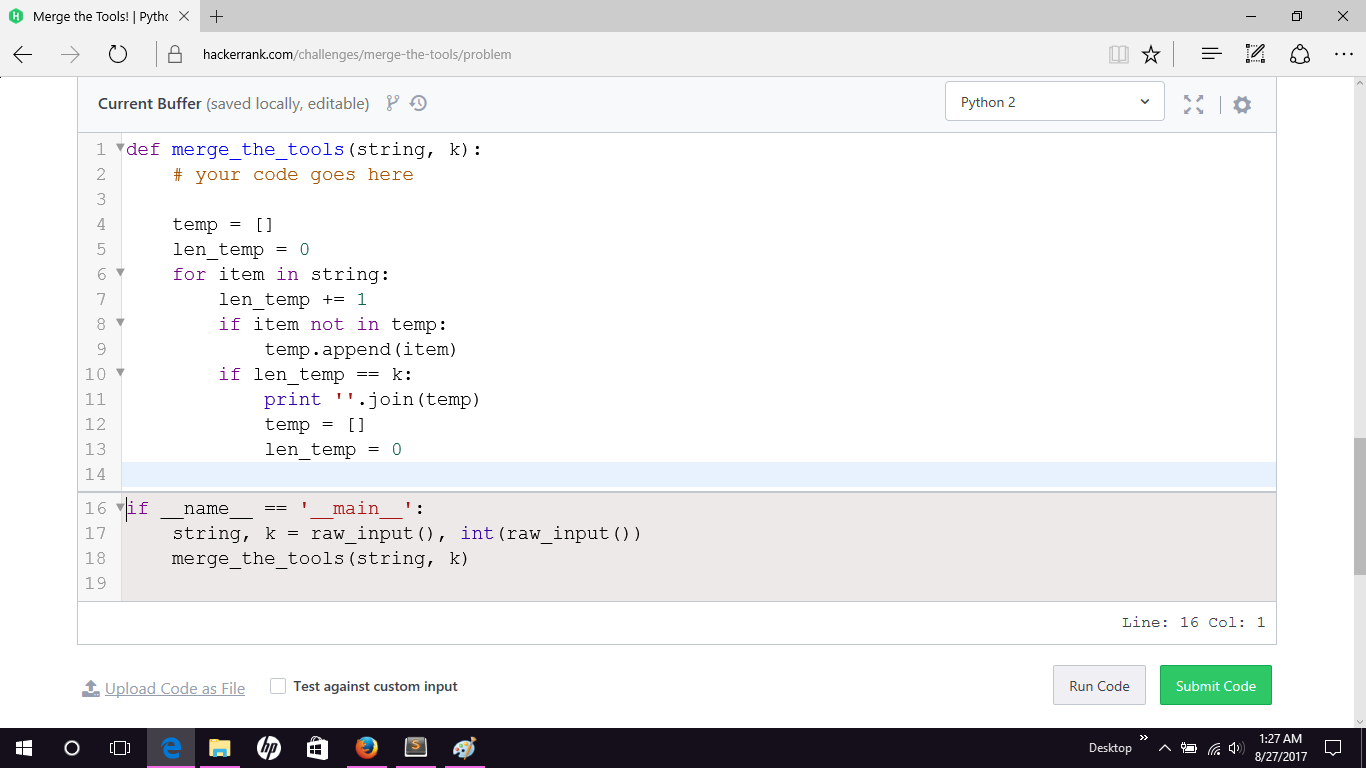 Merge the Tools! | Pytho
hackerrank.com/challenges/merge-the-tools/problem
Current Buffer (saved locally, editable)
Python 2
1 def merge_the_tools(string, k):
2     # your code goes here
3
4     temp = []
5     len_temp = 0
6     for item in string:
7         len_temp += 1
8         if item not in temp:
9             temp.append(item)
10         if len_temp == k:
11             print ''.join(temp)
12             temp = []
13             len_temp = 0
14
16 if __name__ == '__main__':
17     string, k = raw_input(), int(raw_input())
18     merge_the_tools(string, k)
19
Line: 16 Col: 1
Upload Code as File
Test against custom input
Run Code
Submit Code
hp
S
Desktop
1:27 AM
8/27/2017